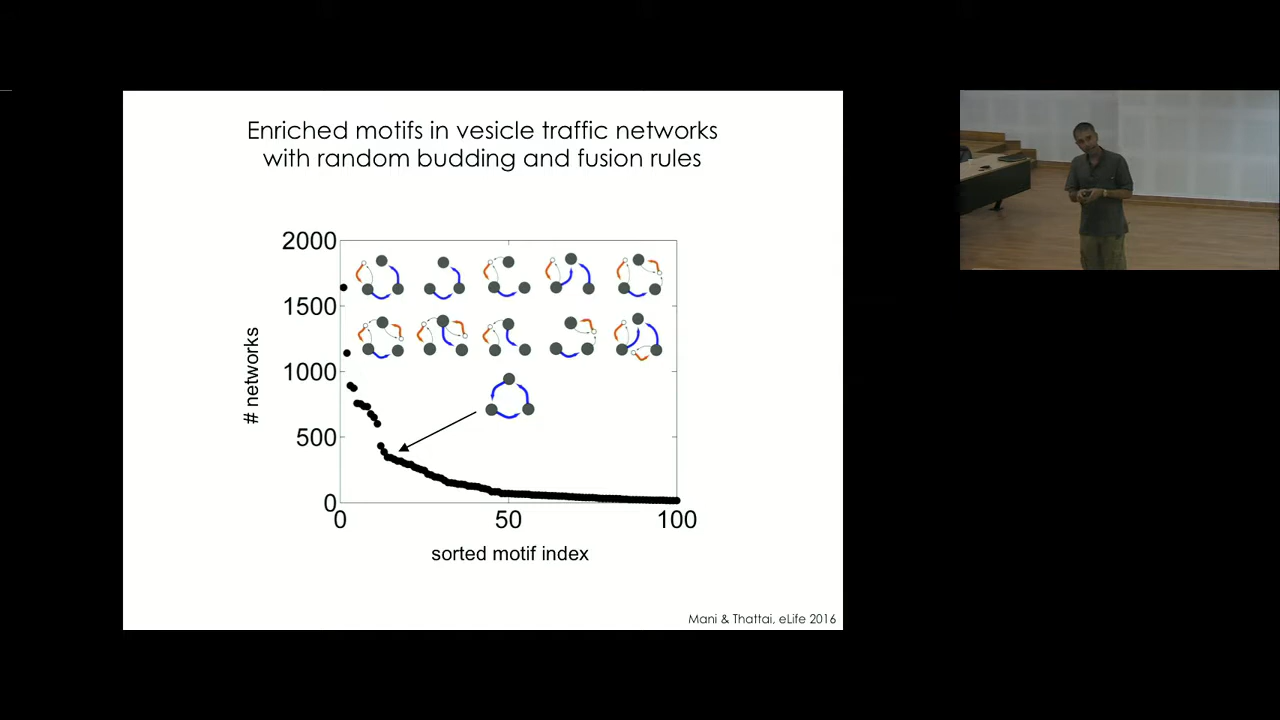 Enriched motifs in vesicle traffic networks
with random budding and fusion rules
2000
1500
1000
500
0
# networks
0 50 100
sorted motif index
Mani & Thattai, eLife 2016